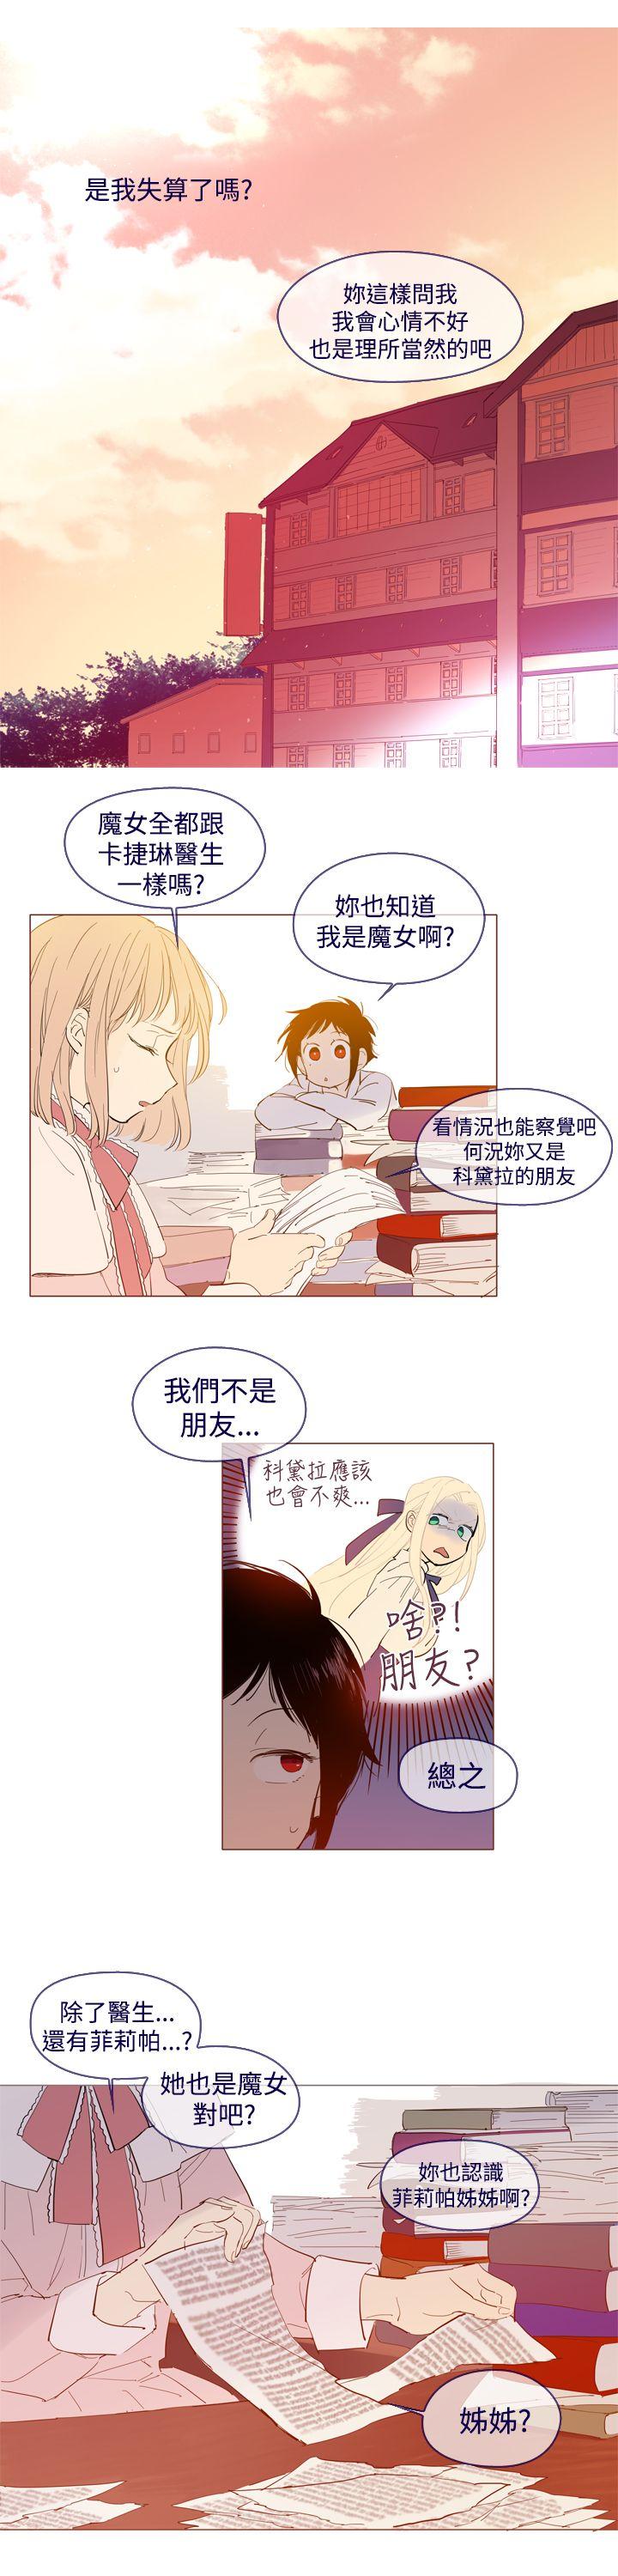 是我失算了嗎?
妳這樣問我
我會心情不好
也是理所當然的吧
魔女全都跟
卡捷琳醫生
一樣嗎?
妳也知道
我是魔女啊?
看情況也能察覺吧
何況妳又是
科黛拉的朋友
我們不是
朋友...
科黛拉應該
也會不爽...
啥?!
朋友?
總之
除了醫生...
還有菲莉帕...?
她也是魔女
對吧?
妳也認識
菲莉帕姊姊啊?
姊姊?